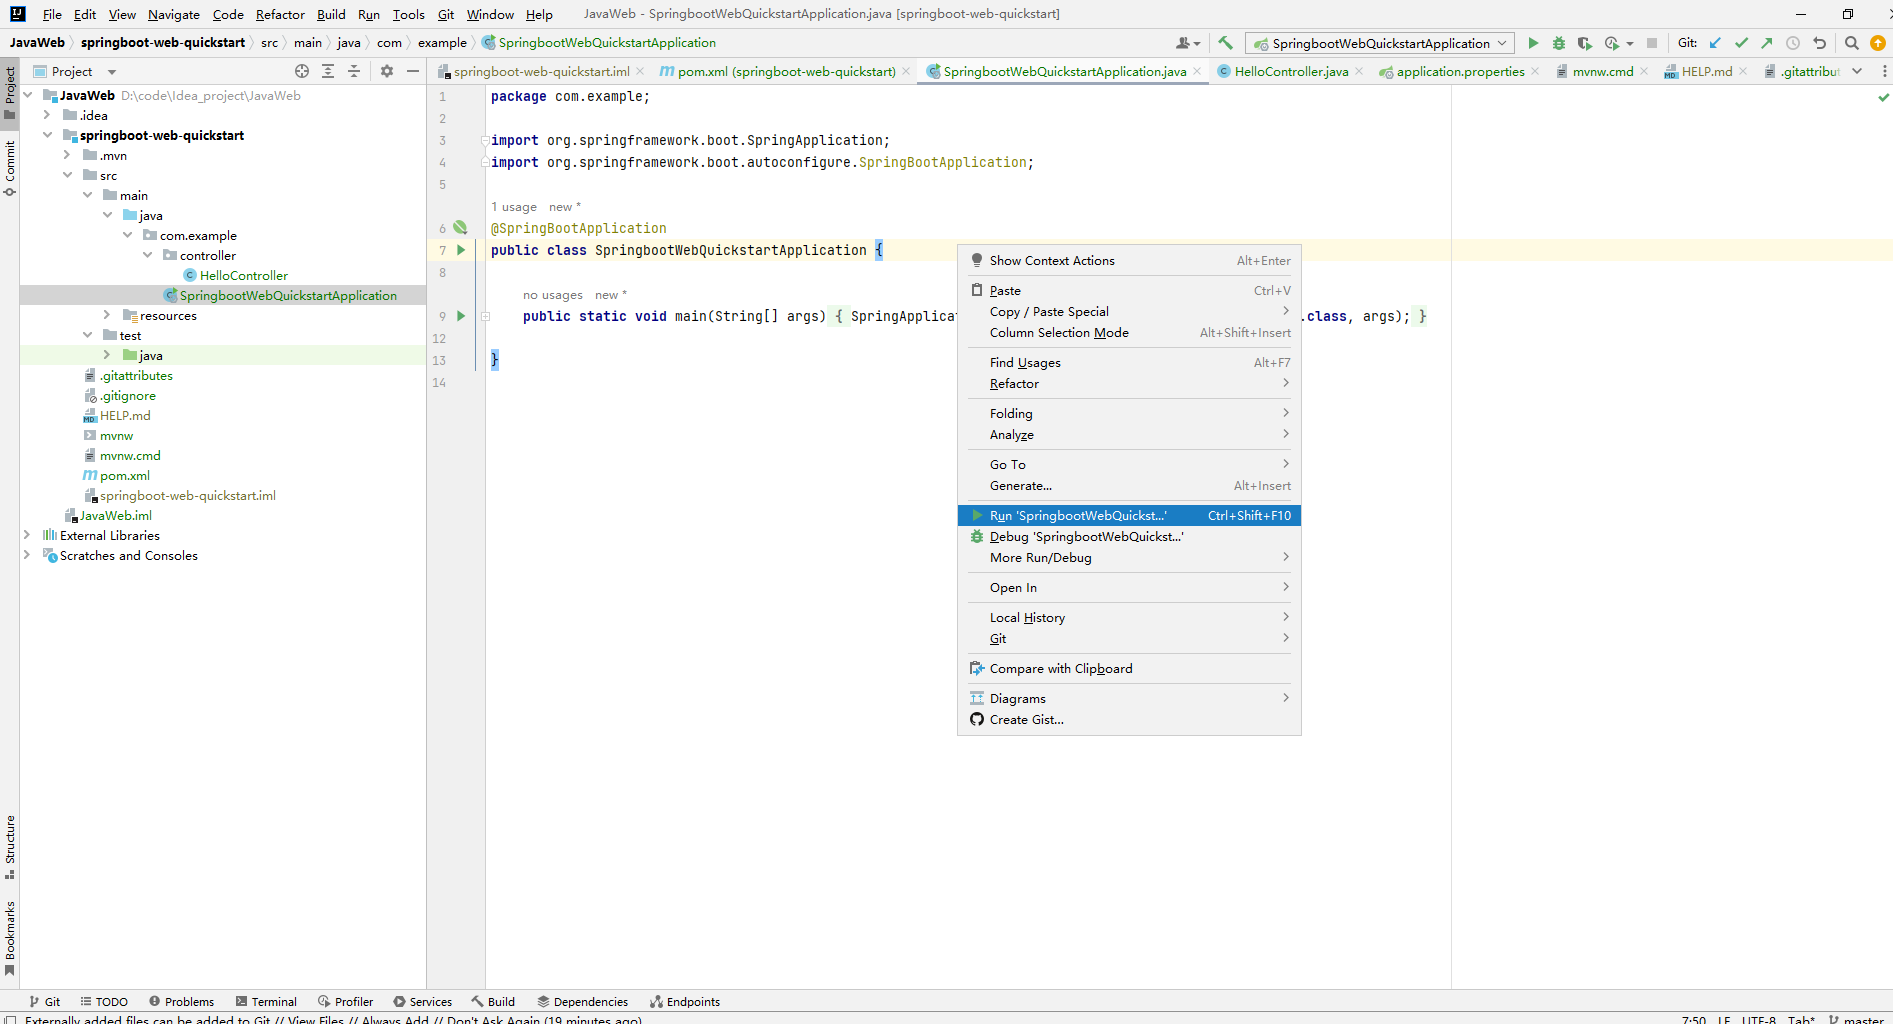 File Edit View Navigate Code Refactor Build Run Tools Git Window Help JavaWeb - SpringbootWebQuickstartApplication.java [springboot-web-quickstart]
JavaWeb springboot-web-quickstart src main java com example SpringbootWebQuickstartApplication SpringbootWebQuickstartApplication Git:
Project
springboot-web-quickstart.iml pom.xml (springboot-web-quickstart) SpringbootWebQuickstartApplication.java HelloController.java application.properties mvnw.cmd HELP.md .gitattribut
Project
Commit
Structure
Bookmarks
JavaWeb D:\code\Idea_project\JavaWeb
.idea
springboot-web-quickstart
.mvn
src
main
java
com.example
controller
HelloController
SpringbootWebQuickstartApplication
resources
test
java
.gitattributes
.gitignore
HELP.md
mvnw
mvnw.cmd
pom.xml
springboot-web-quickstart.iml
JavaWeb.iml
External Libraries
Scratches and Consoles
1 package com.example;
2
3 import org.springframework.boot.SpringApplication;
4 import org.springframework.boot.autoconfigure.SpringBootApplication;
5
1 usage new *
6 @SpringBootApplication
7 public class SpringbootWebQuickstartApplication {
8
no usages new *
9 public static void main(String[] args) { SpringApplicat .class, args); }
12
13 }
14
Show Context Actions Alt+Enter
Paste Ctrl+V
Copy / Paste Special
Column Selection Mode Alt+Shift+Insert
Find Usages Alt+F7
Refactor
Folding
Analyze
Go To
Generate... Alt+Insert
Run 'SpringbootWebQuickst...' Ctrl+Shift+F10
Debug 'SpringbootWebQuickst...'
More Run/Debug
Open In
Local History
Git
Compare with Clipboard
Diagrams
Create Gist...
Git TODO Problems Terminal Profiler Services Build Dependencies Endpoints
Externally added files can be added to Git // View Files // Always Add // Don't Ask Again (19 minutes ago) 7:50 LF UTF-8 Tab* master